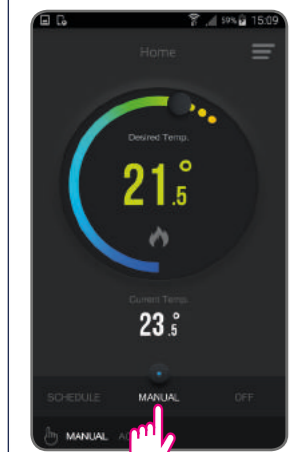 59% 15:09
Home
Desired Temp.
21.5°
Current Temp.
23.5°
SCHEDULE MANUAL OFF
MANUAL